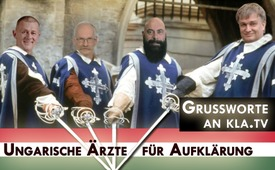 GRUSSWORTE
AN KLA.TV
UNGARISCHE ÄRZTE FÜR AUFKLÄRUNG